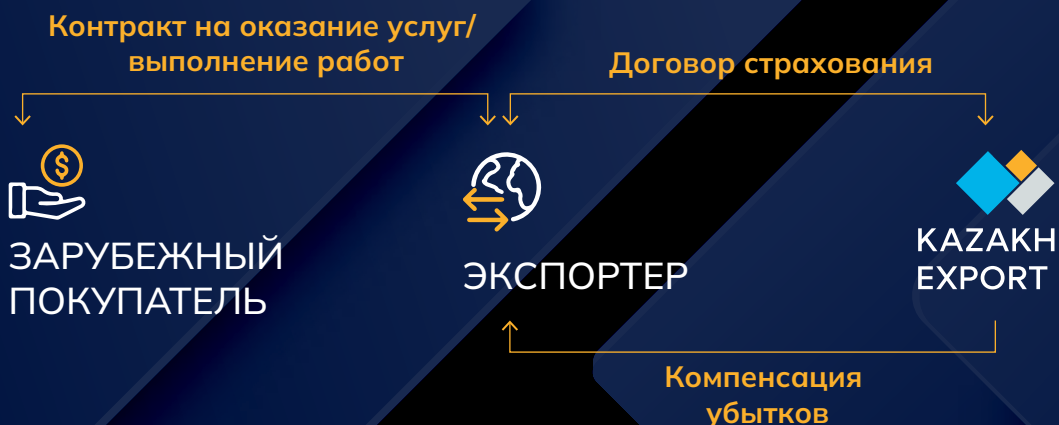 Контракт на оказание услуг/
выполнение работ
Договор страхования
$
ЗАРУБЕЖНЫЙ
ПОКУПАТЕЛЬ
ЭКСПОРТЕР
KAZAKH
EXPORT
Компенсация
убытков